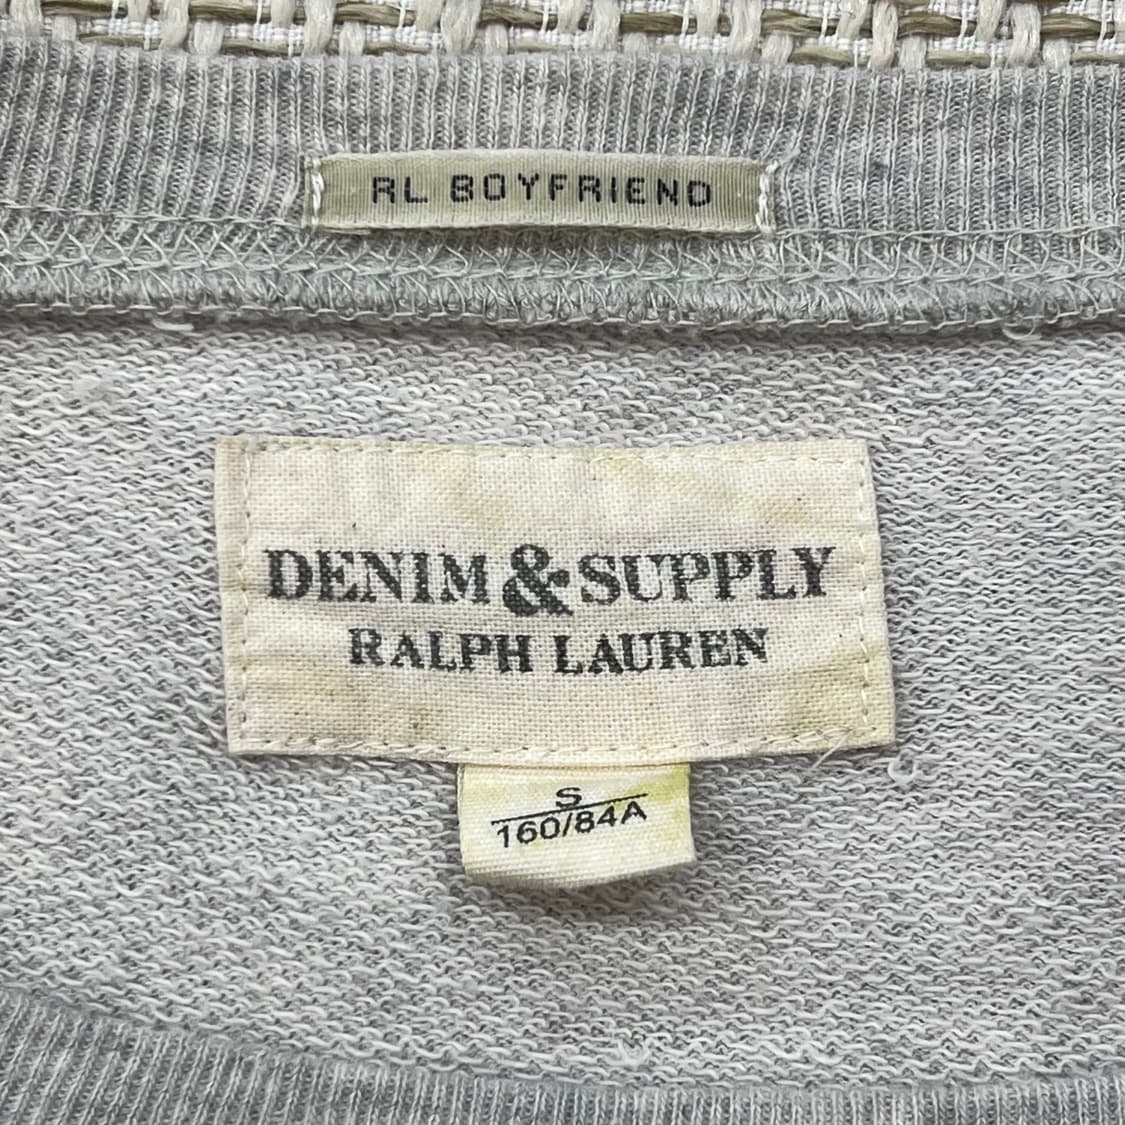 RL BOYFRIEND
DENIM & SUPPLY
RALPH LAUREN
S
160/84A